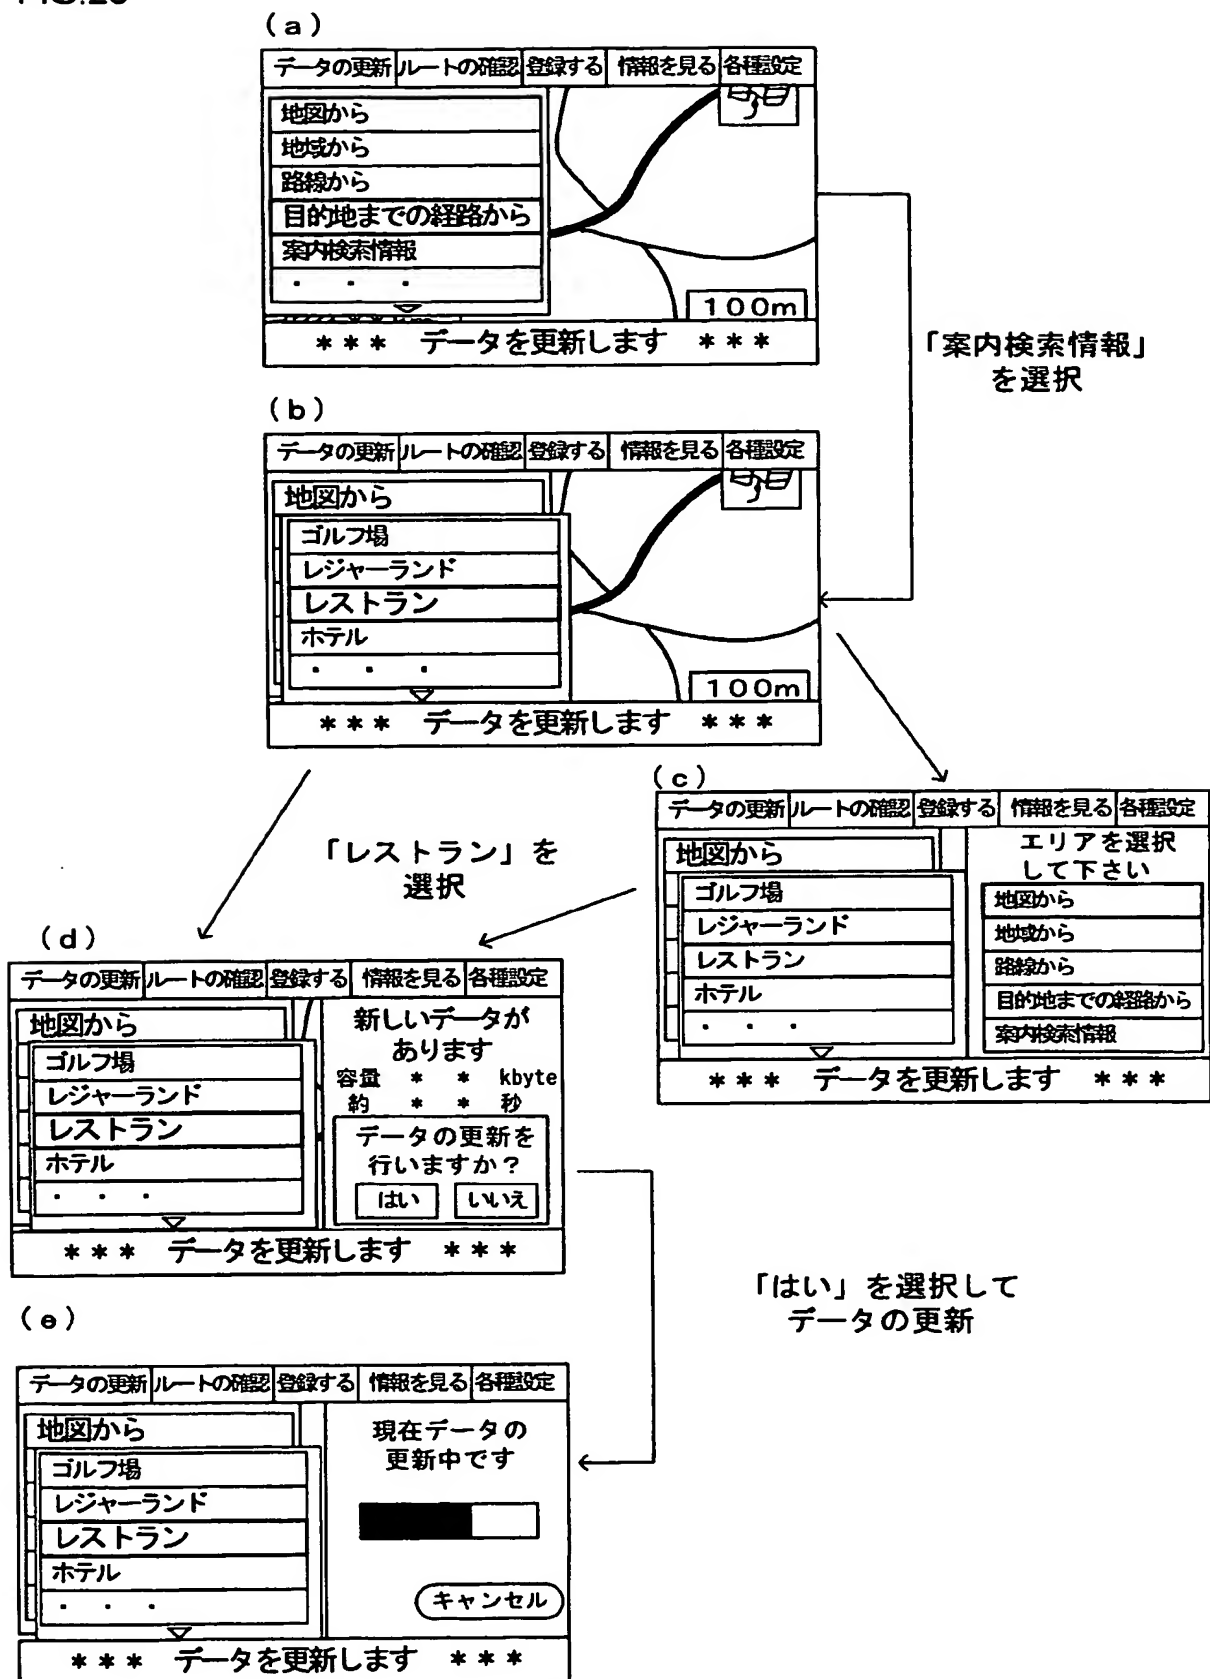 (a)
データの更新 ルートの確認 登録する 情報を見る 各種設定
地図から
地域から
路線から
目的地までの経路から
案内検索情報
・ ・ ・
100m
*** データを更新します ***
「案内検索情報」
を選択
(b)
データの更新 ルートの確認 登録する 情報を見る 各種設定
地図から
ゴルフ場
レジャーランド
レストラン
ホテル
・ ・ ・
100m
*** データを更新します ***
(c)
データの更新 ルートの確認 登録する 情報を見る 各種設定
地図から
ゴルフ場
レジャーランド
レストラン
ホテル
・ ・ ・
エリアを選択
して下さい
地図から
地域から
路線から
目的地までの経路から
案内検索情報
*** データを更新します ***
「レストラン」を
選択
(d)
データの更新 ルートの確認 登録する 情報を見る 各種設定
地図から
ゴルフ場
レジャーランド
レストラン
ホテル
・ ・ ・
新しいデータが
あります
容量 * * kbyte
約 * * 秒
データの更新を
行いますか?
はい いいえ
*** データを更新します ***
「はい」を選択して
データの更新
(e)
データの更新 ルートの確認 登録する 情報を見る 各種設定
地図から
ゴルフ場
レジャーランド
レストラン
ホテル
・ ・ ・
現在データの
更新中です
キャンセル
*** データを更新します ***